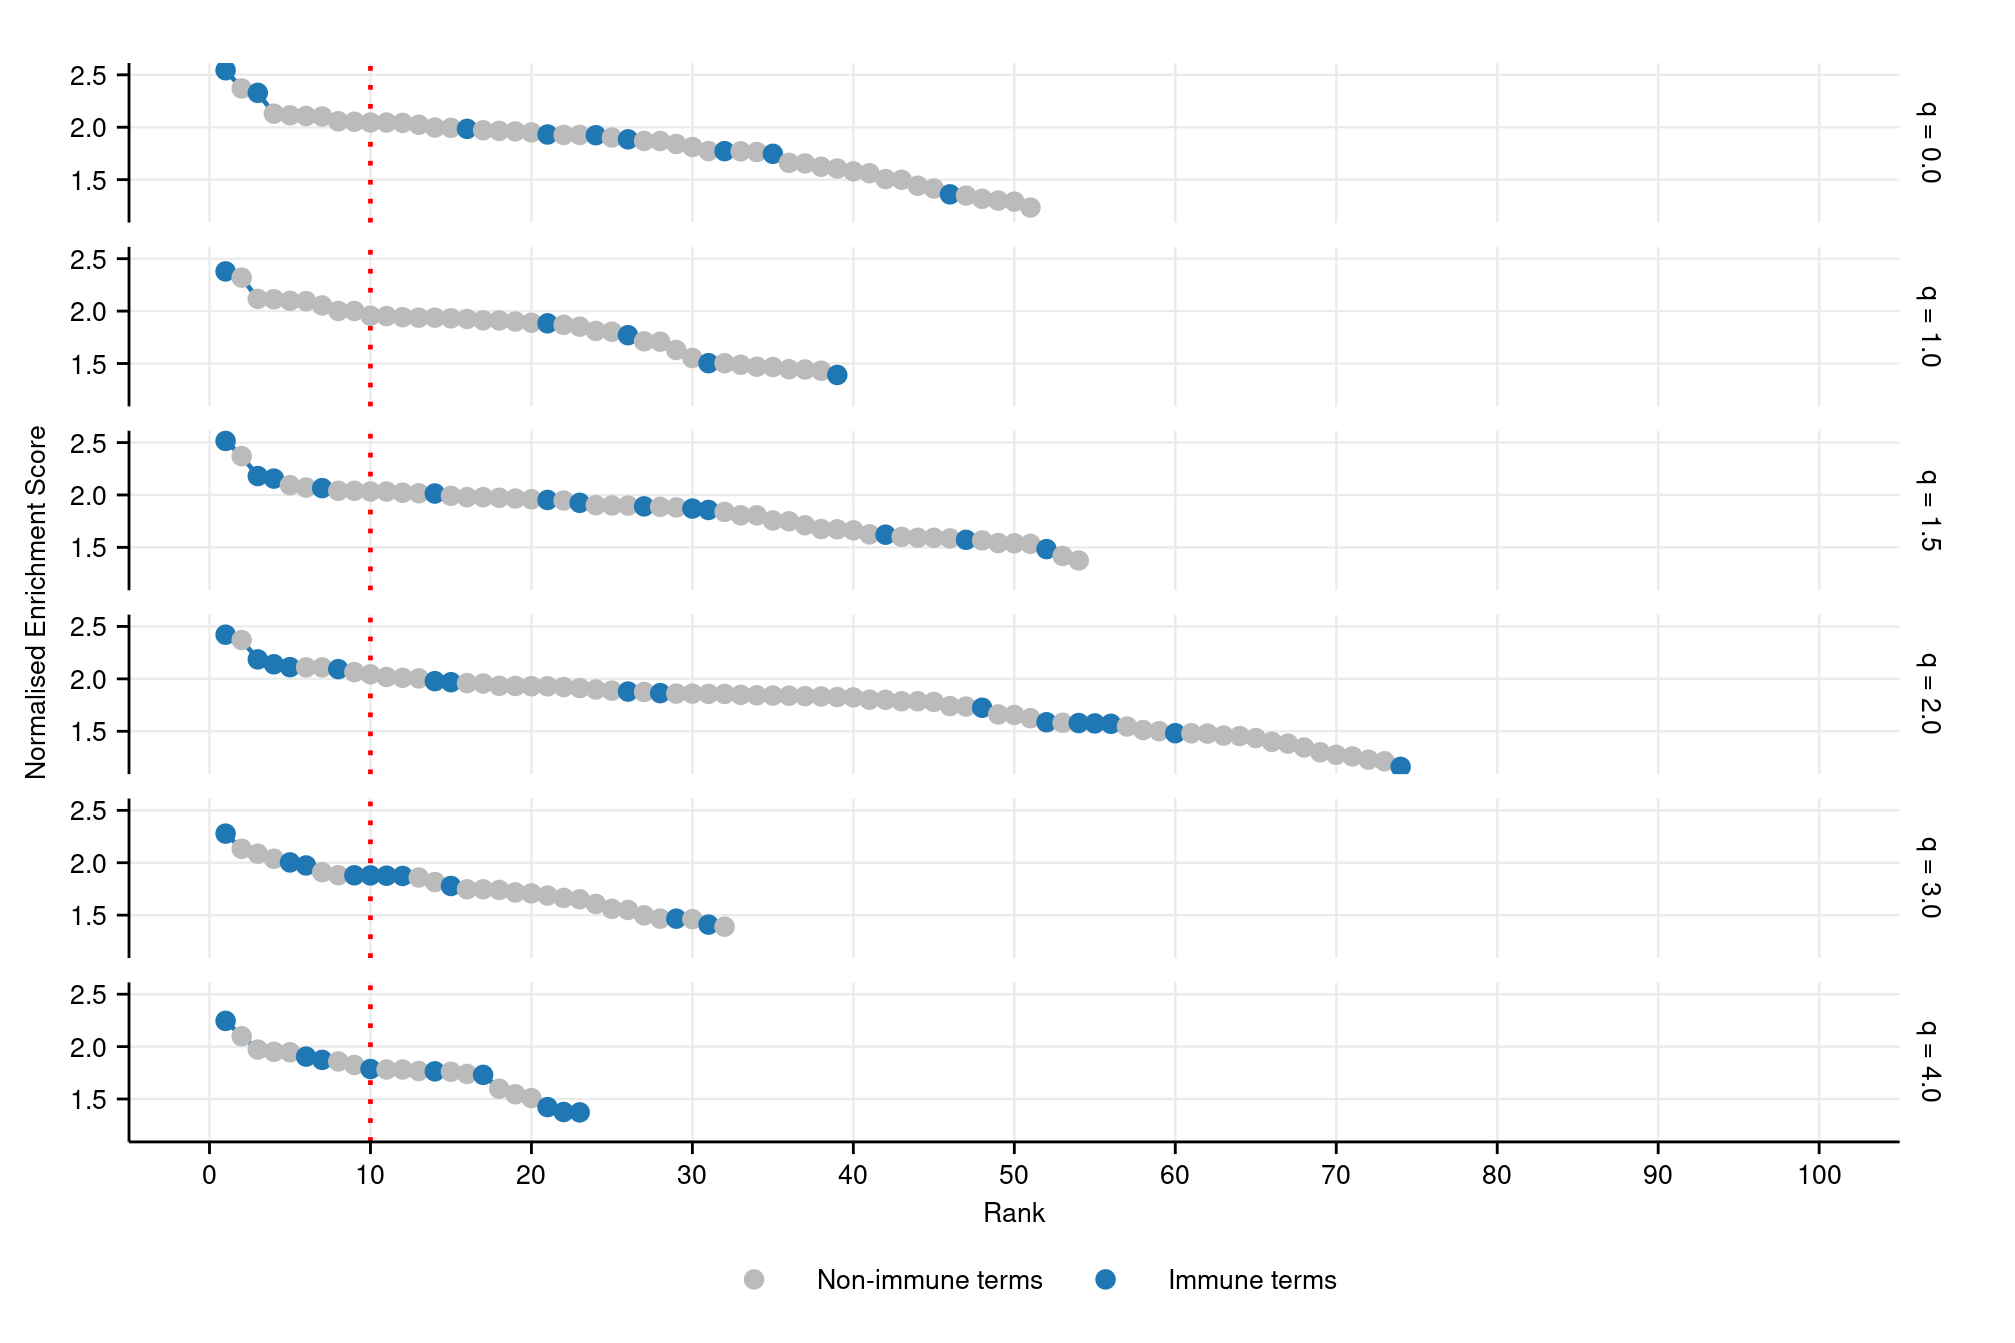 Normalised Enrichment Score
2.5
2.0
1.5
q = 0.0
2.5
2.0
1.5
q = 1.0
2.5
2.0
1.5
q = 1.5
2.5
2.0
1.5
q = 2.0
2.5
2.0
1.5
q = 3.0
2.5
2.0
1.5
q = 4.0
0 10 20 30 40 50 60 70 80 90 100
Rank
Non-immune terms Immune terms